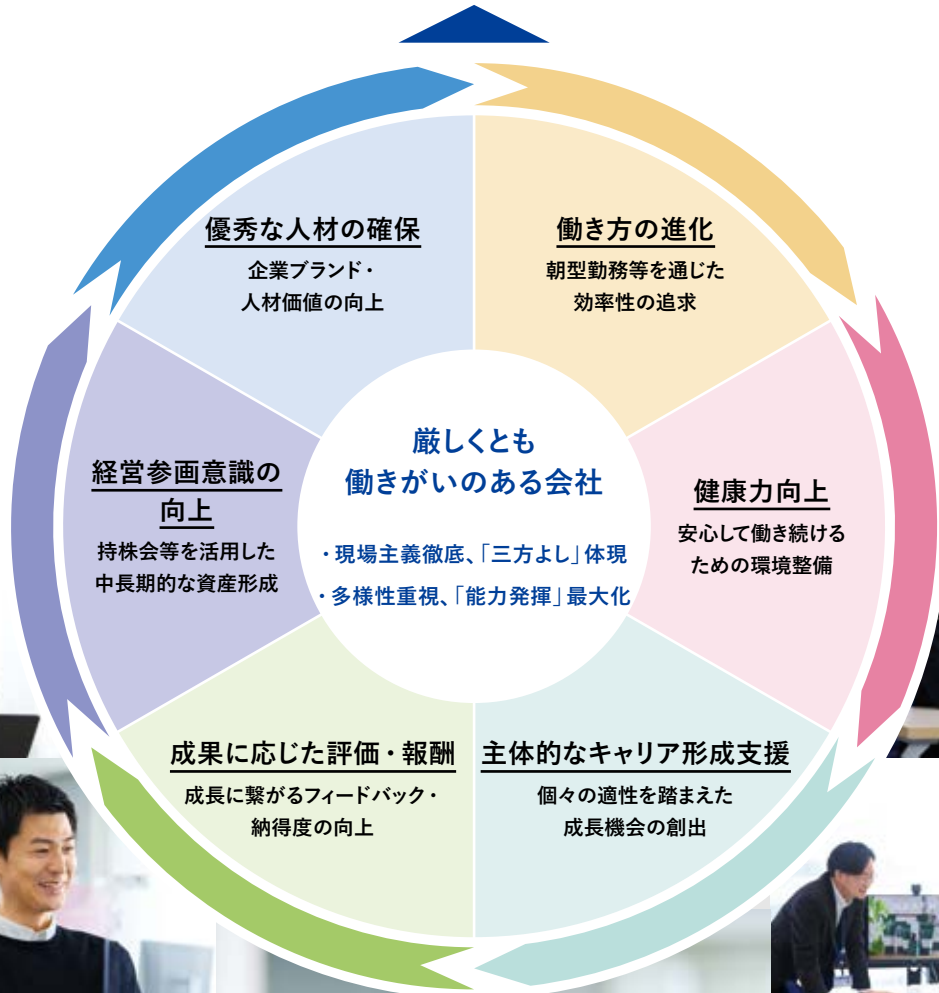 優秀な人材の確保
企業ブランド・
人材価値の向上
働き方の進化
朝型勤務等を通じた
効率性の追求
健康力向上
安心して働き続ける
ための環境整備
主体的なキャリア形成支援
個々の適性を踏まえた
成長機会の創出
成果に応じた評価・報酬
成長に繋がるフィードバック・
納得度の向上
経営参画意識の
向上
持株会等を活用した
中長期的な資産形成
厳しくとも
働きがいのある会社
・現場主義徹底、「三方よし」体現
・多様性重視、「能力発揮」最大化